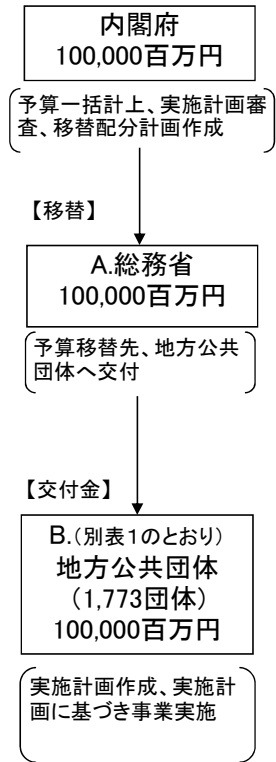 内閣府
100,000百万円
予算一括計上、実施計画審
査、移替配分計画作成
【移替】
A.総務省
100,000百万円
予算移替先、地方公共
団体へ交付
【交付金】
B.(別表１のとおり)
地方公共団体
(1,773団体)
100,000百万円
実施計画作成、実施計
画に基づき事業実施